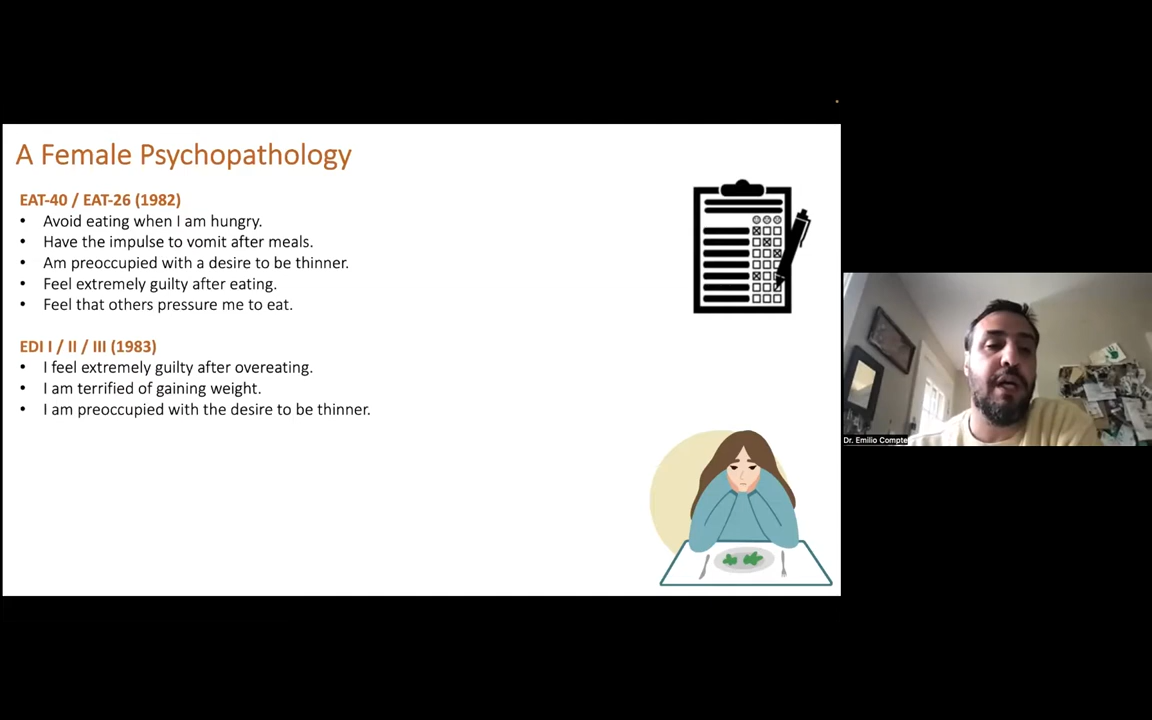 A Female Psychopathology
EAT-40 / EAT-26 (1982)
• Avoid eating when I am hungry.
• Have the impulse to vomit after meals.
• Am preoccupied with a desire to be thinner.
• Feel extremely guilty after eating.
• Feel that others pressure me to eat.
EDI I / II / III (1983)
• I feel extremely guilty after overeating.
• I am terrified of gaining weight.
• I am preoccupied with the desire to be thinner.
Dr. Emilio Compte